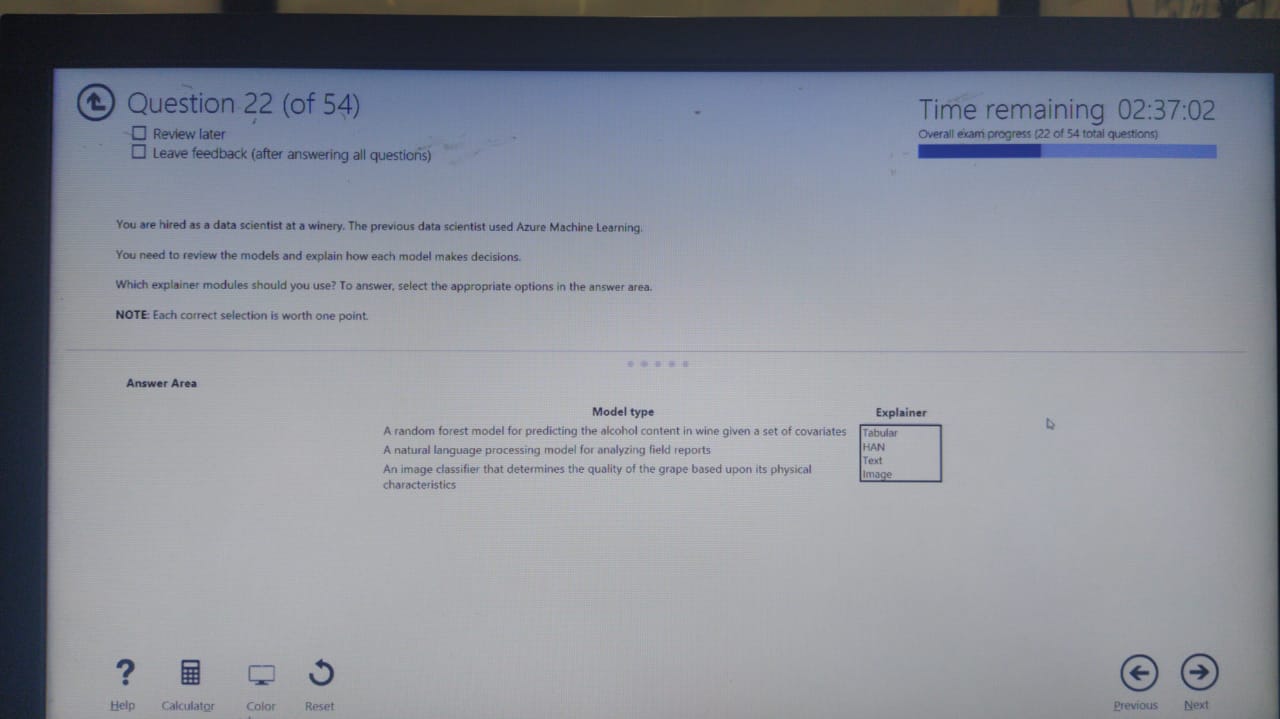 Question 22 (of 54)
Review later
Leave feedback (after answering all questions)
Time remaining 02:37:02
Overall exam progress (22 of 54 total questions)
You are hired as a data scientist at a winery. The previous data scientist used Azure Machine Learning.
You need to review the models and explain how each model makes decisions.
Which explainer modules should you use? To answer, select the appropriate options in the answer area.
NOTE: Each correct selection is worth one point.
Answer Area
Model type
Explainer
A random forest model for predicting the alcohol content in wine given a set of covariates
A natural language processing model for analyzing field reports
An image classifier that determines the quality of the grape based upon its physical
characteristics
Tabular
HAN
Text
Image
Help
Calculator
Color
Reset
Previous
Next